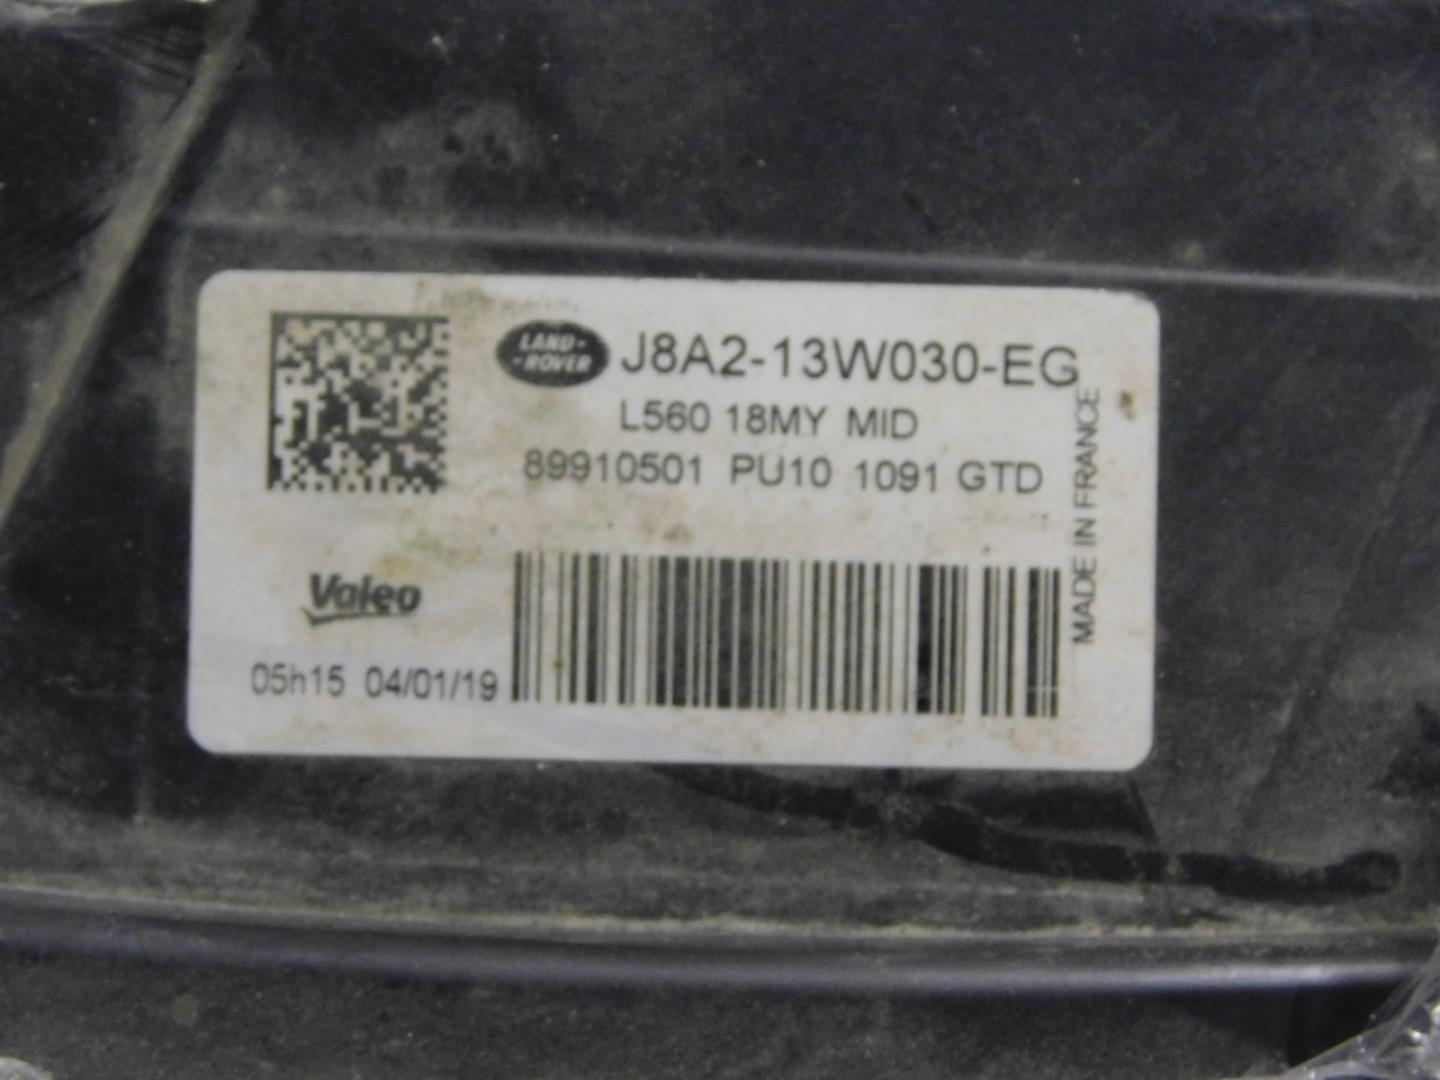 LAND-
-ROVER
J8A2-13W030-EG
L560 18MY MID
89910501 PU10 1091 GTD
MADE IN FRANCE
Valeo
05h15 04/01/19